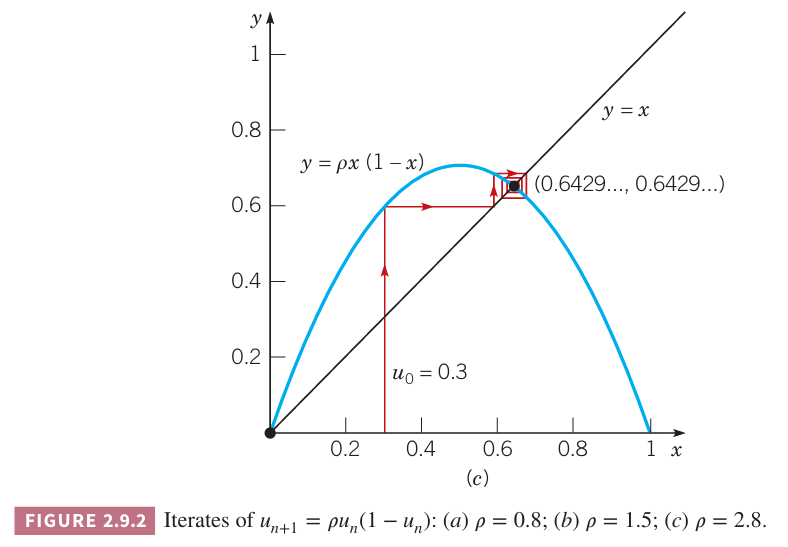 y
1
y = x
0.8
y = ρx (1 – x)
(0.6429..., 0.6429...)
0.6
0.4
0.2
u₀ = 0.3
0.2 0.4 0.6 0.8 1 x
(c)
FIGURE 2.9.2 Iterates of uₙ₊₁ = ρuₙ(1 − uₙ): (a) ρ = 0.8; (b) ρ = 1.5; (c) ρ = 2.8.